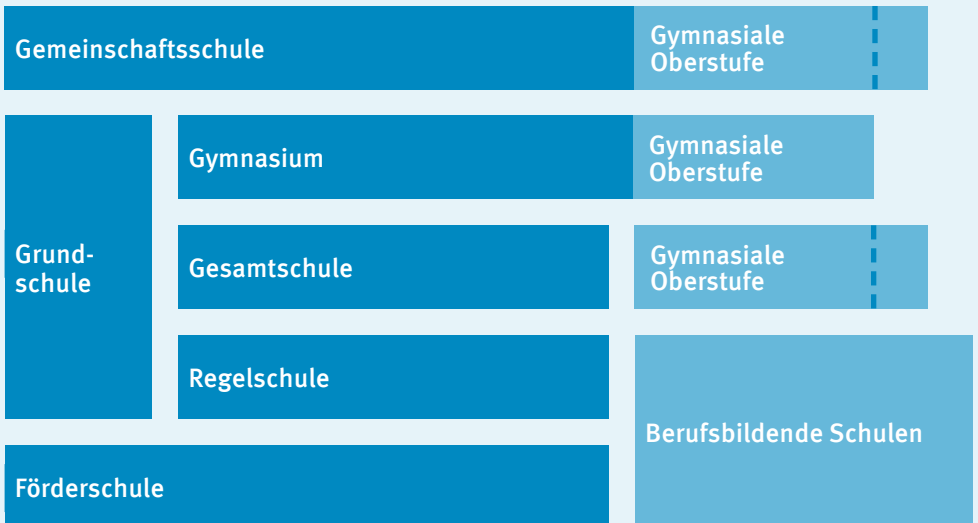 Gemeinschaftsschule
Gymnasiale
Oberstufe
Gymnasium
Gymnasiale
Oberstufe
Grund-
schule
Gesamtschule
Gymnasiale
Oberstufe
Regelschule
Berufsbildende Schulen
Förderschule